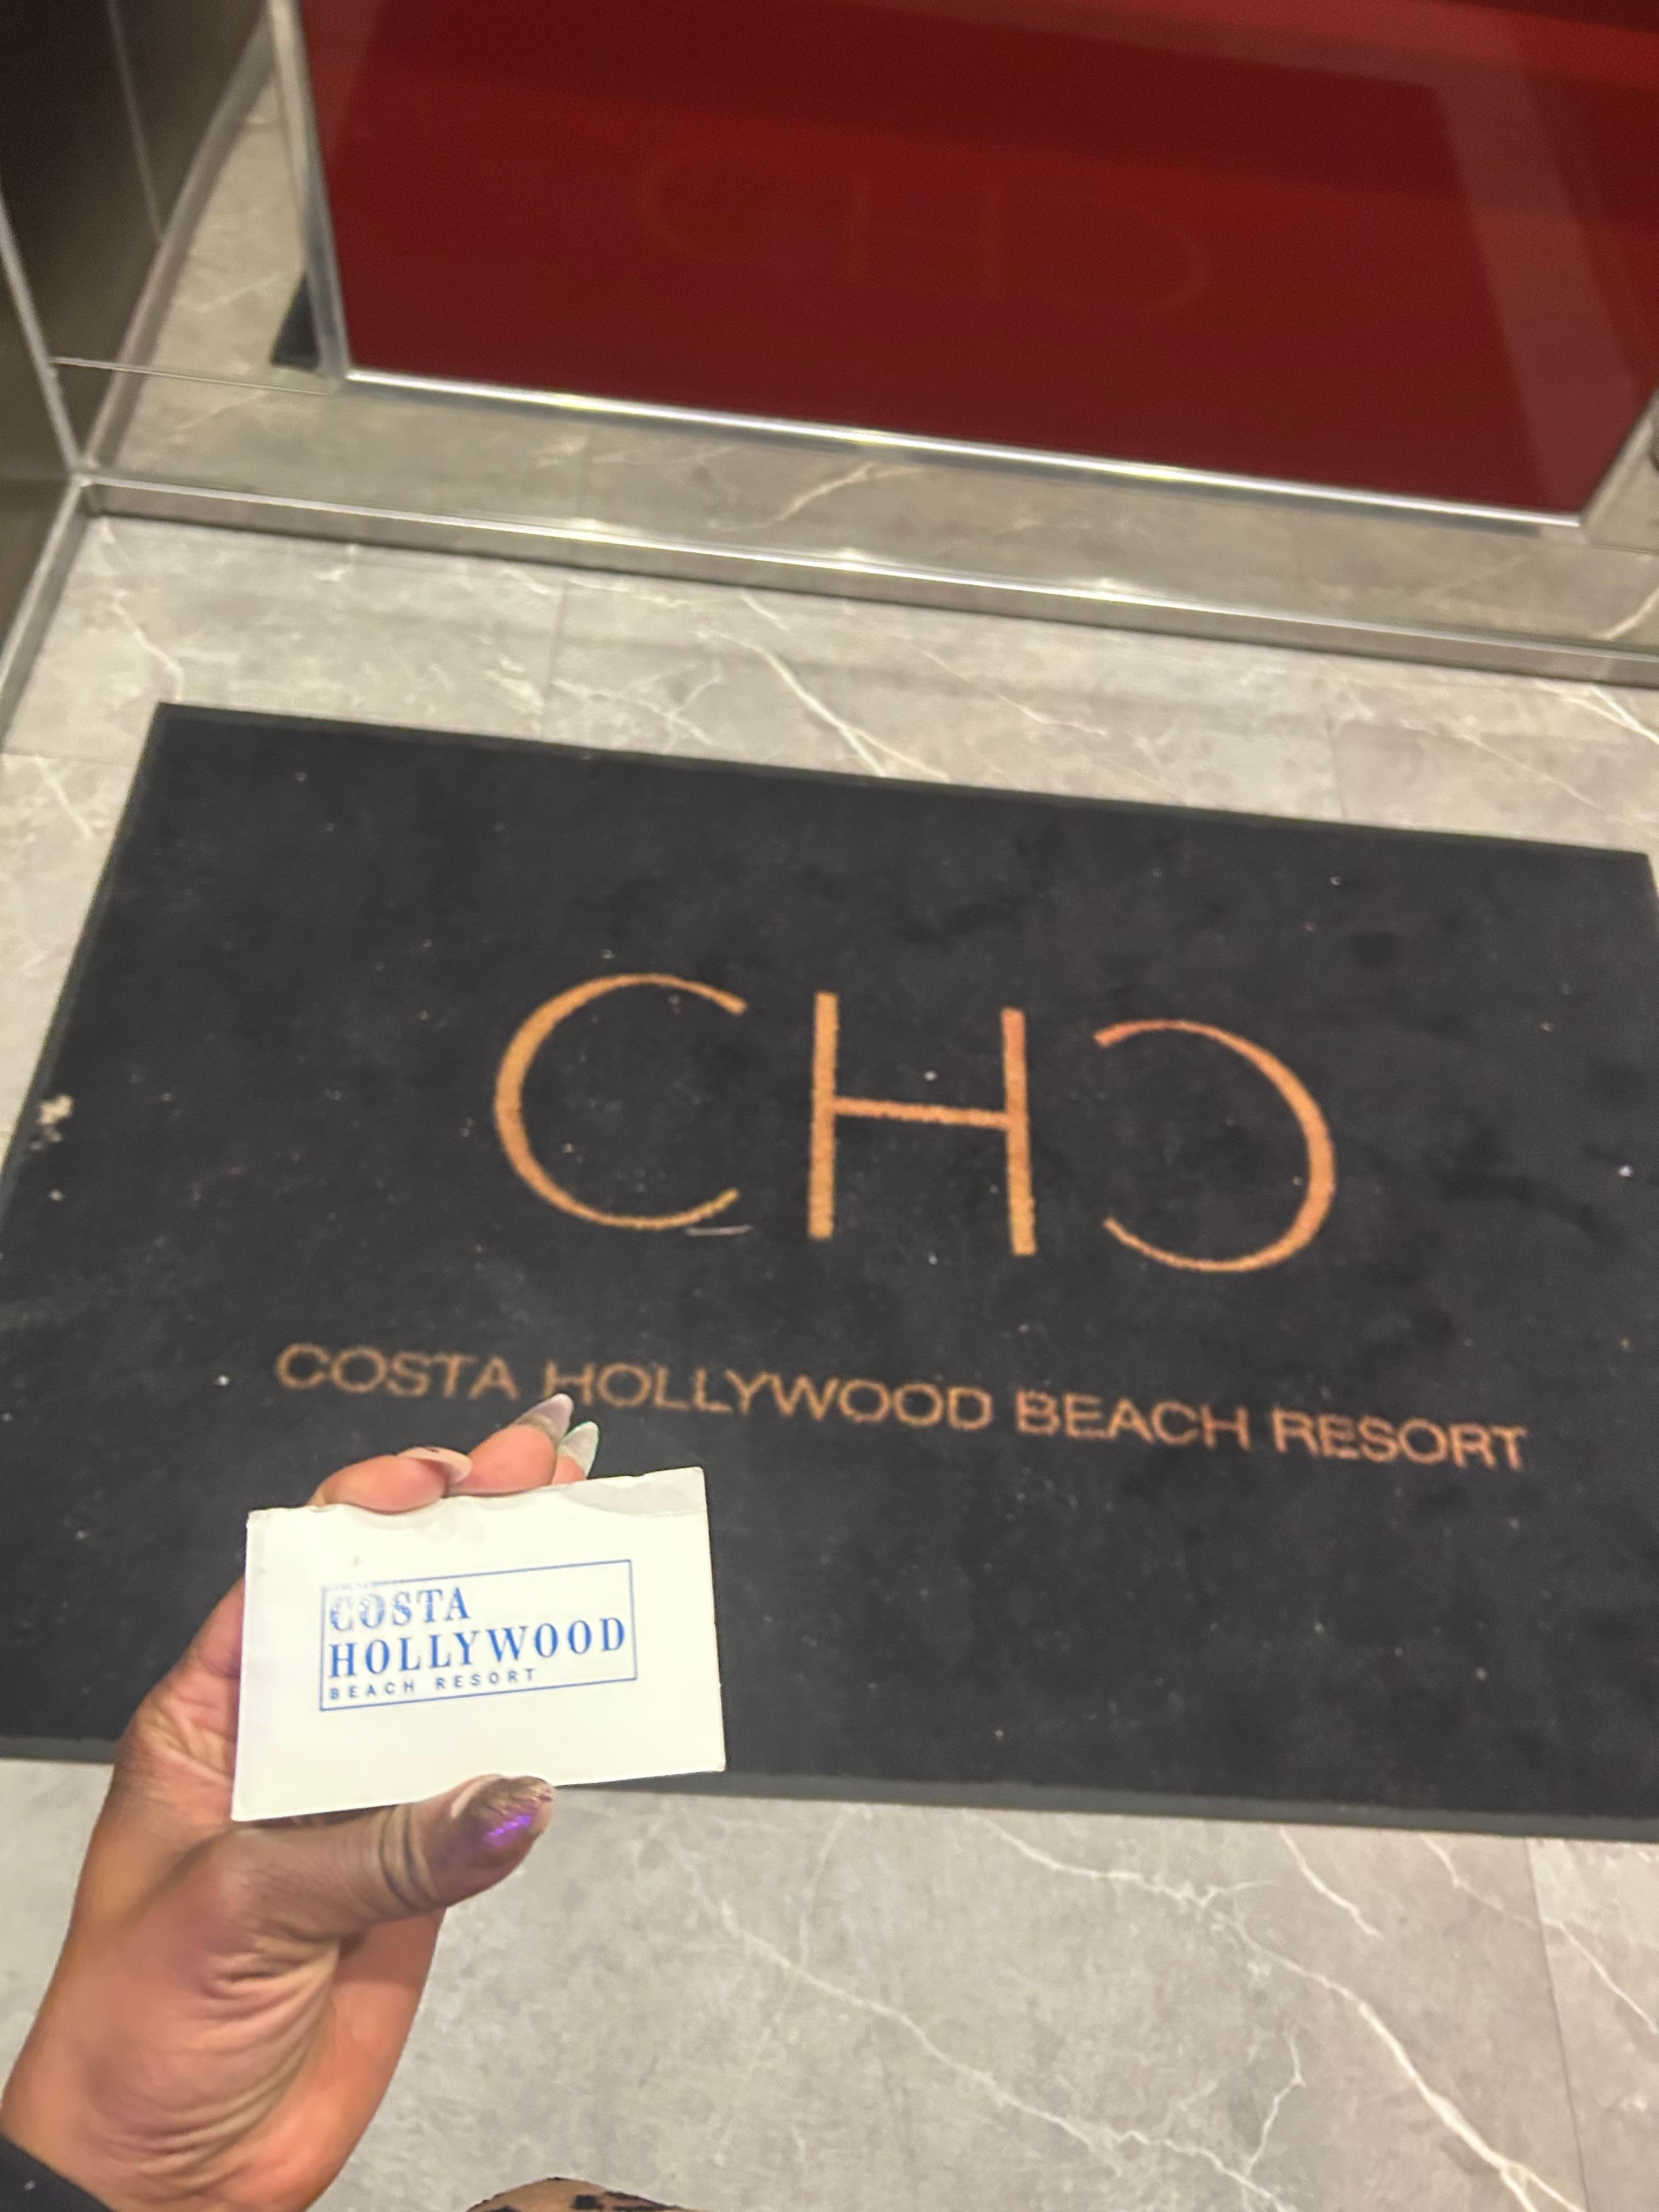 CHC
COSTA HOLLYWOOD BEACH RESORT
COSTA
HOLLYWOOD
BEACH RESORT